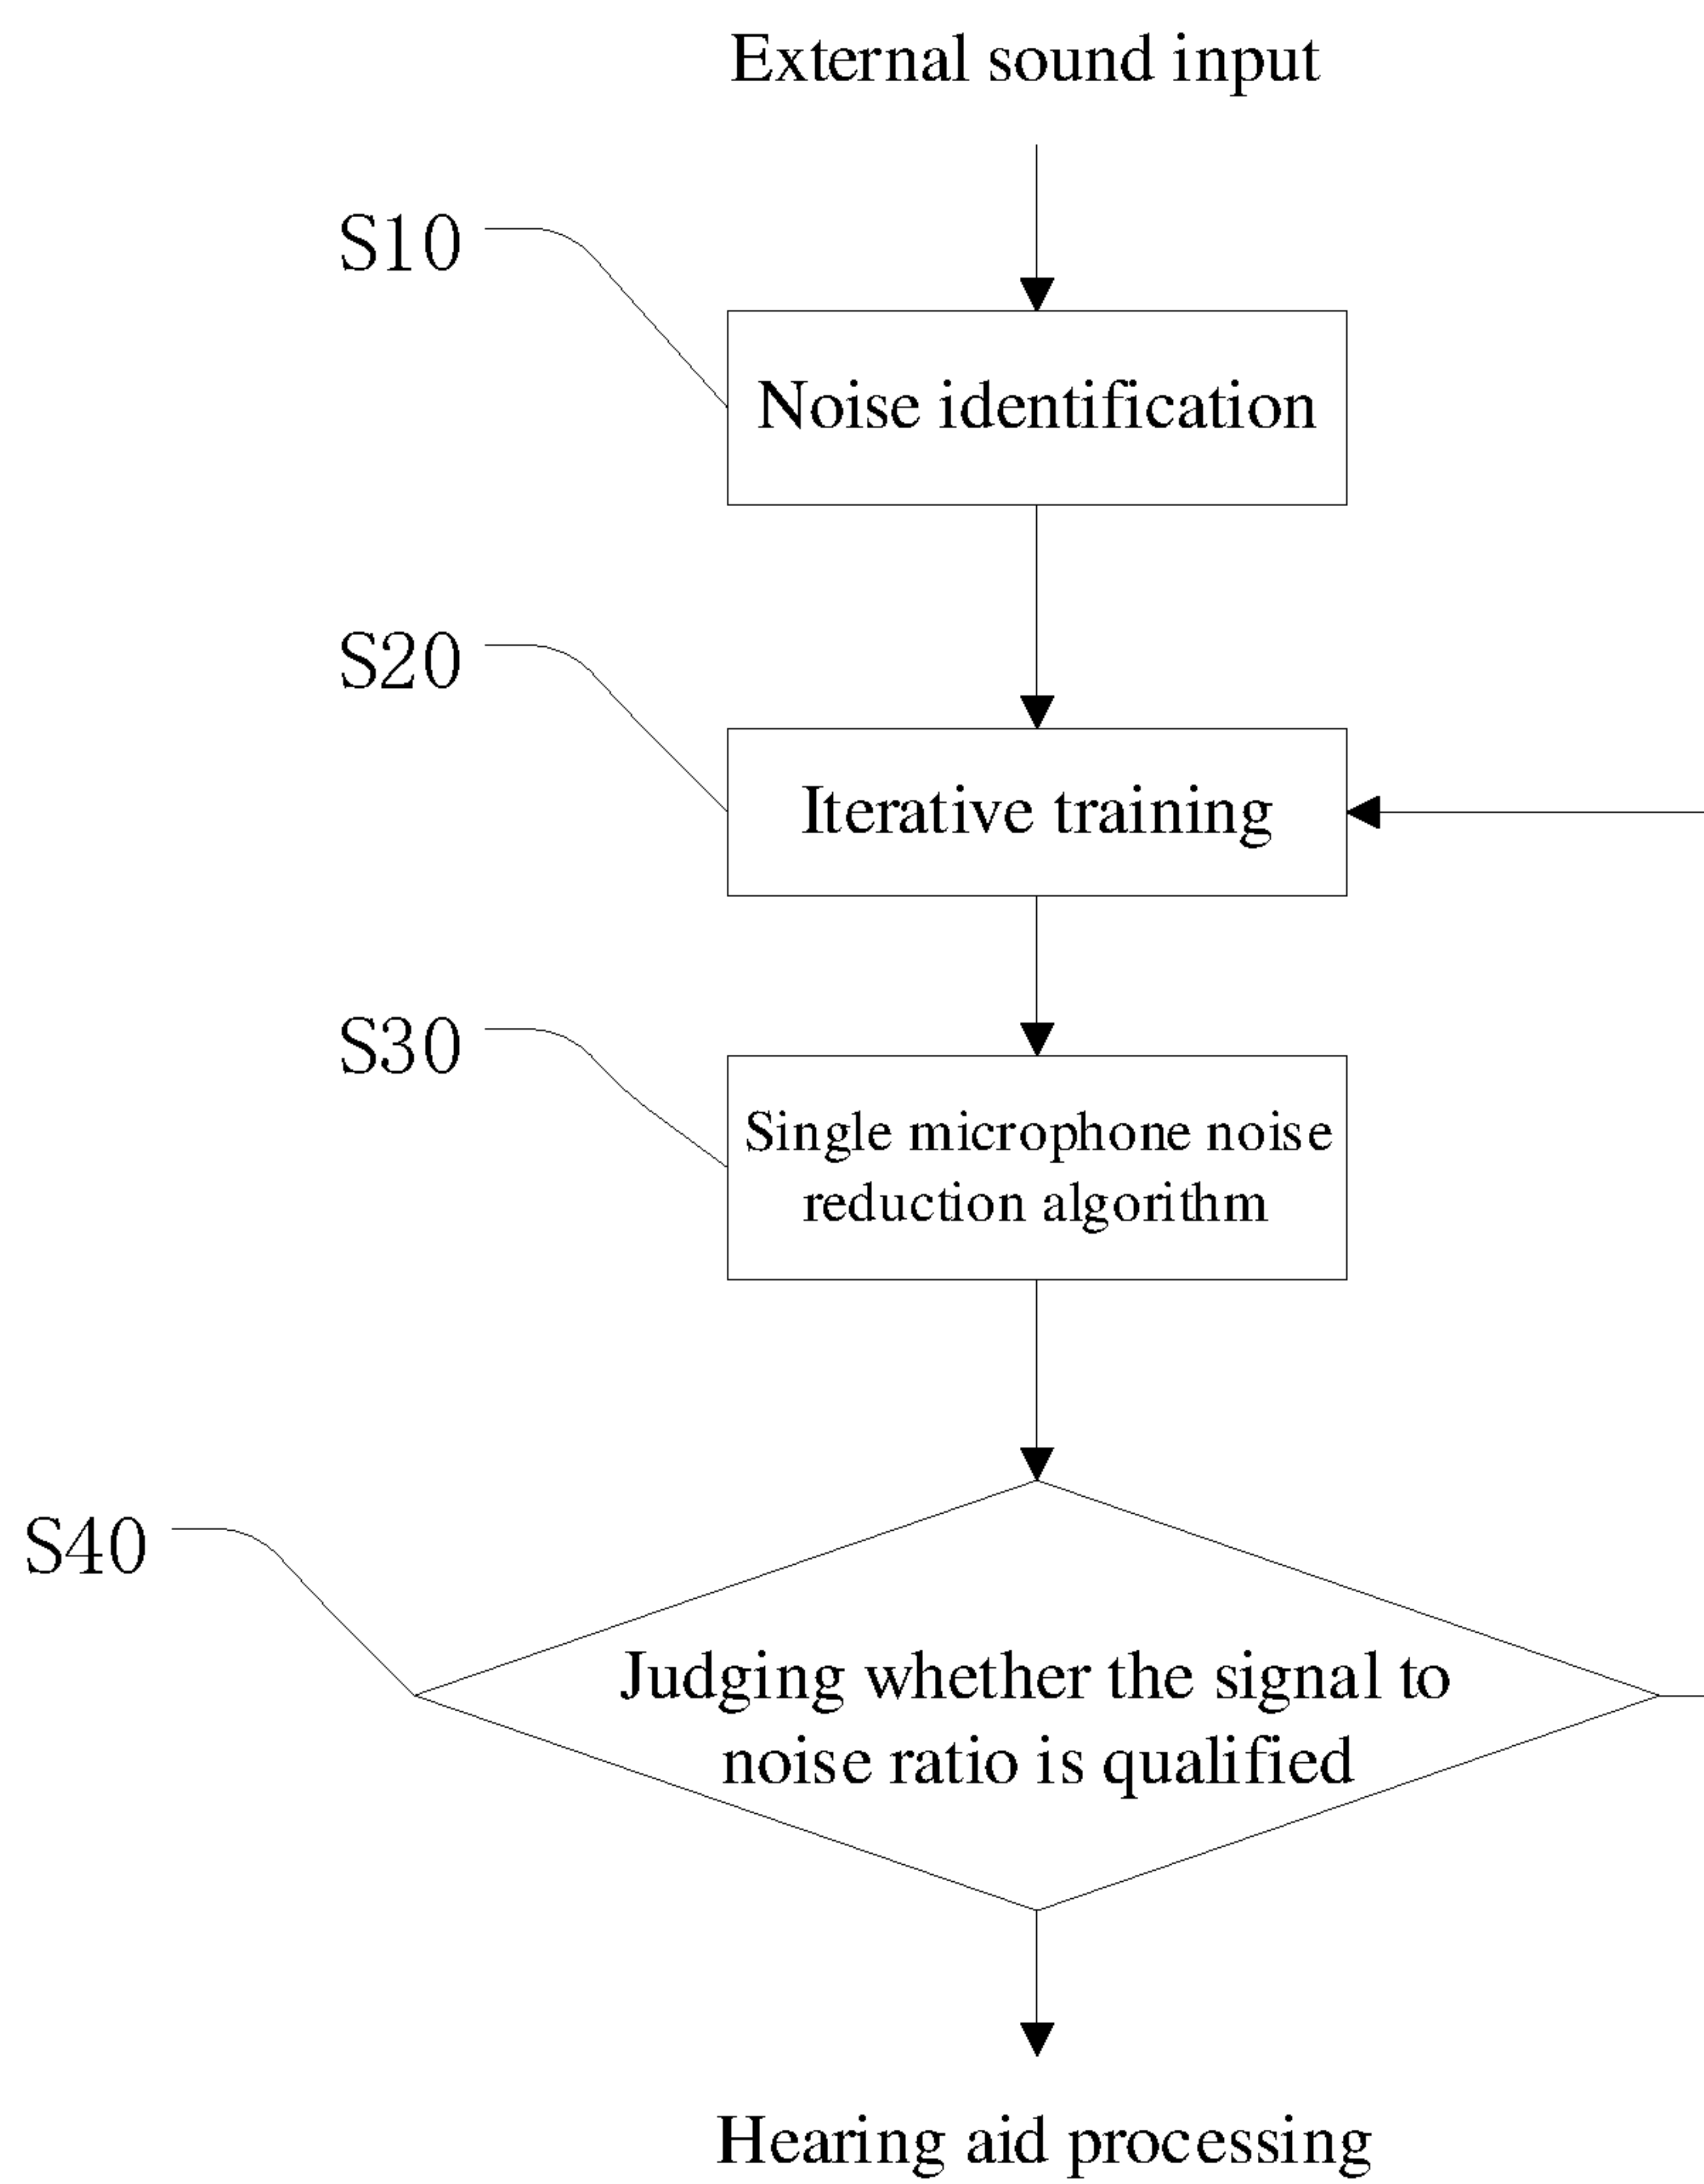 External sound input
S10
Noise identification
S20
Iterative training
S30
Single microphone noise
reduction algorithm
S40
Judging whether the signal to
noise ratio is qualified
Hearing aid processing